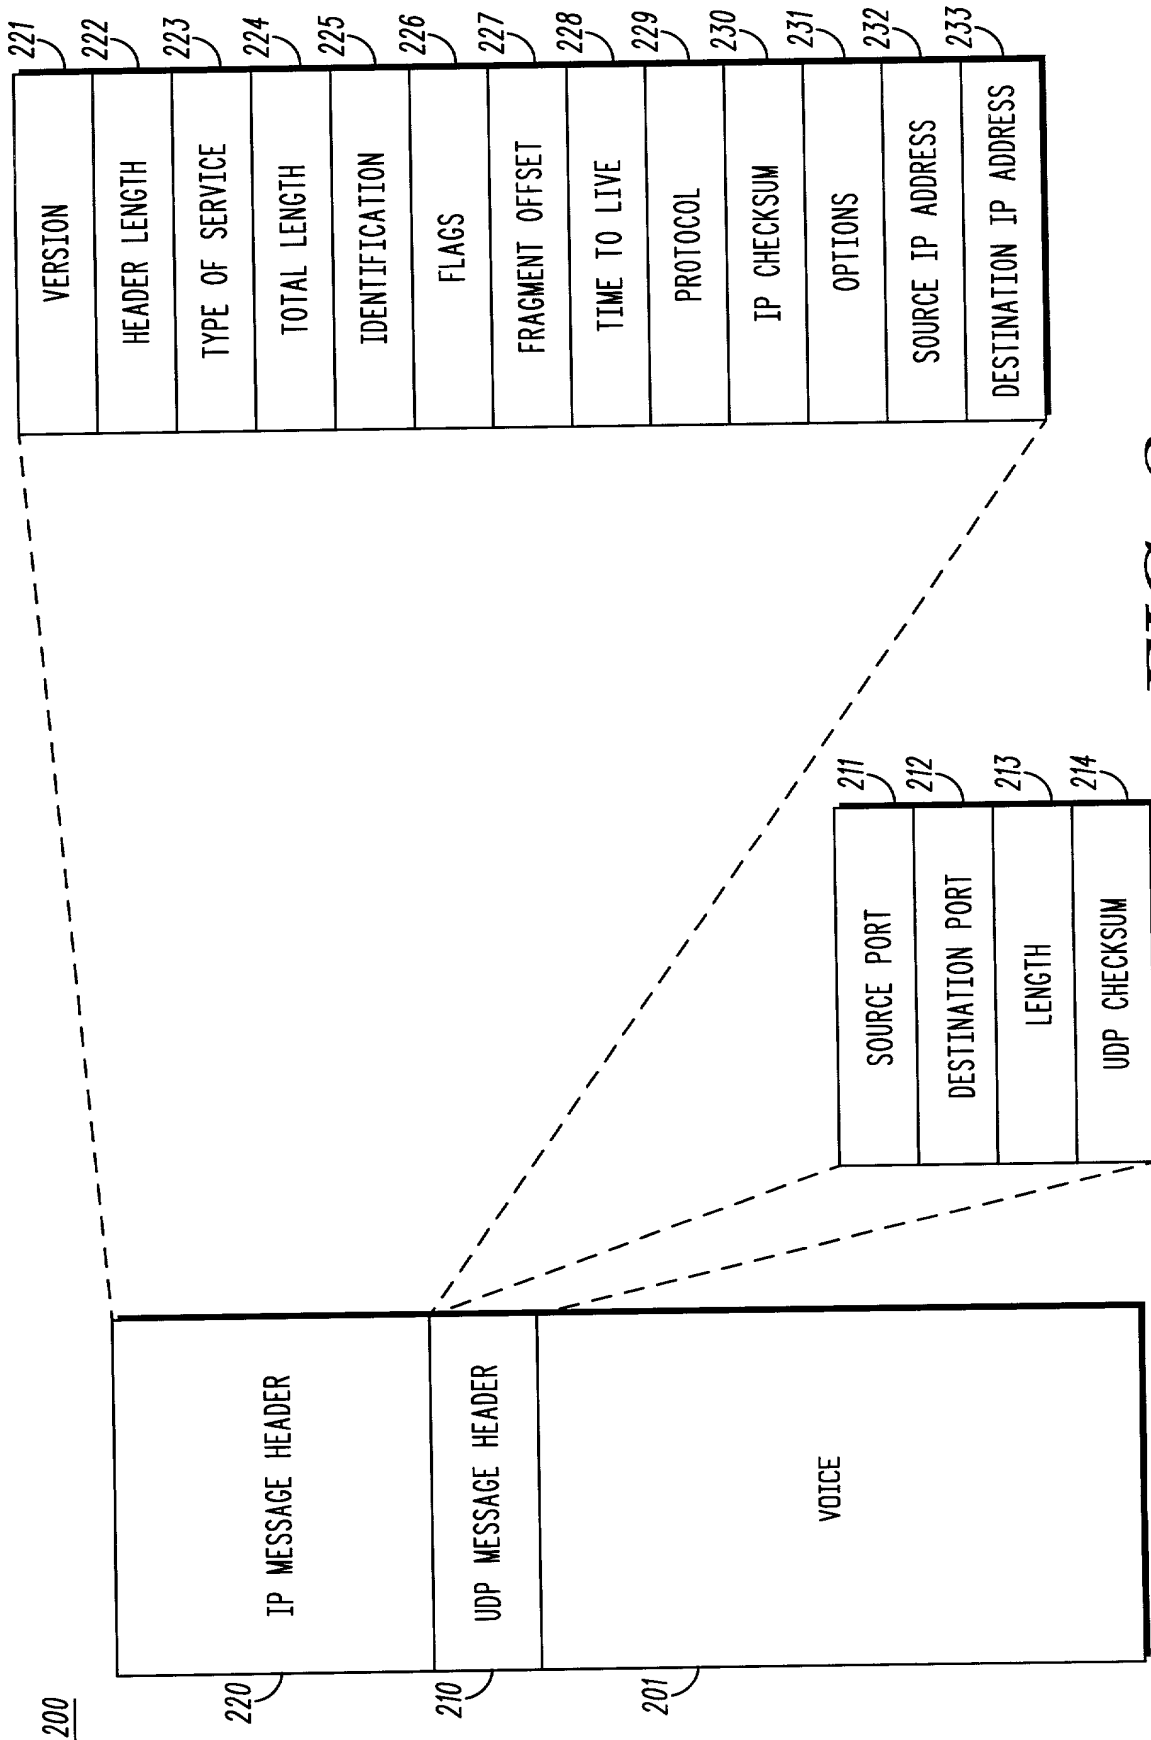 200
220
IP MESSAGE HEADER
210
UDP MESSAGE HEADER
201
VOICE
SOURCE PORT 211
DESTINATION PORT 212
LENGTH 213
UDP CHECKSUM 214
VERSION 221
HEADER LENGTH 222
TYPE OF SERVICE 223
TOTAL LENGTH 224
IDENTIFICATION 225
FLAGS 226
FRAGMENT OFFSET 227
TIME TO LIVE 228
PROTOCOL 229
IP CHECKSUM 230
OPTIONS 231
SOURCE IP ADDRESS 232
DESTINATION IP ADDRESS 233